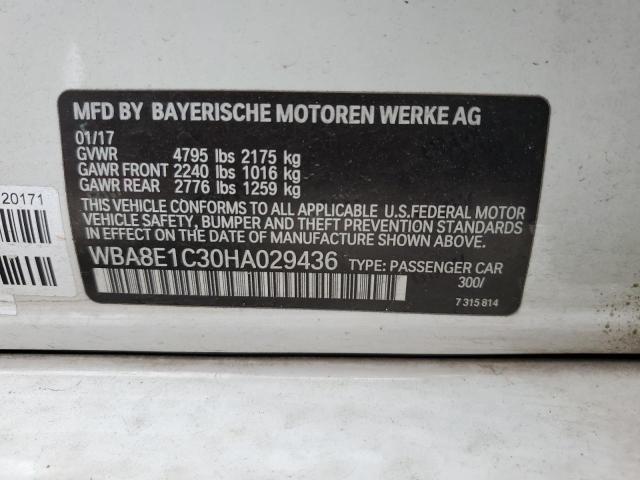 MFD BY BAYERISCHE MOTOREN WERKE AG
01/17
GVWR 4795 lbs 2175 kg
GAWR FRONT 2240 lbs 1016 kg
GAWR REAR 2776 lbs 1259 kg
THIS VEHICLE CONFORMS TO ALL APPLICABLE U.S.FEDERAL MOTOR
VEHICLE SAFETY, BUMPER AND THEFT PREVENTION STANDARDS
IN EFFECT ON THE DATE OF MANUFACTURE SHOWN ABOVE.
WBA8E1C30HA029436 TYPE: PASSENGER CAR
300/
7 315 814
20171